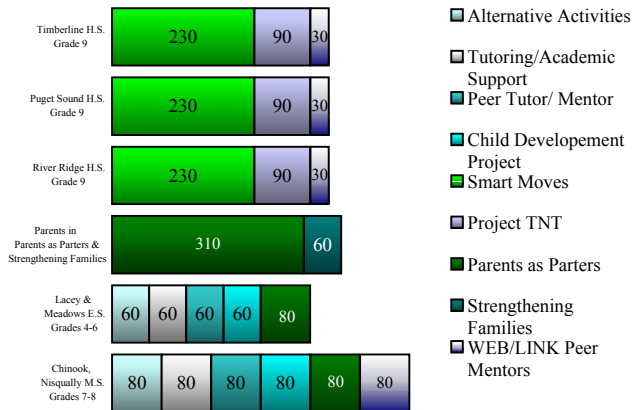 Timberline H.S.
Grade 9
230 90 30
Puget Sound H.S.
Grade 9
230 90 30
River Ridge H.S.
Grade 9
230 90 30
Parents in
Parents as Parters &
Strengthening Families
310 60
Lacey &
Meadows E.S.
Grades 4-6
60 60 60 60 80
Chinook,
Nisqually M.S.
Grades 7-8
80 80 80 80 80 80
Alternative Activities
Tutoring/Academic
Support
Peer Tutor/ Mentor
Child Developement
Project
Smart Moves
Project TNT
Parents as Parters
Strengthening
Families
WEB/LINK Peer
Mentors